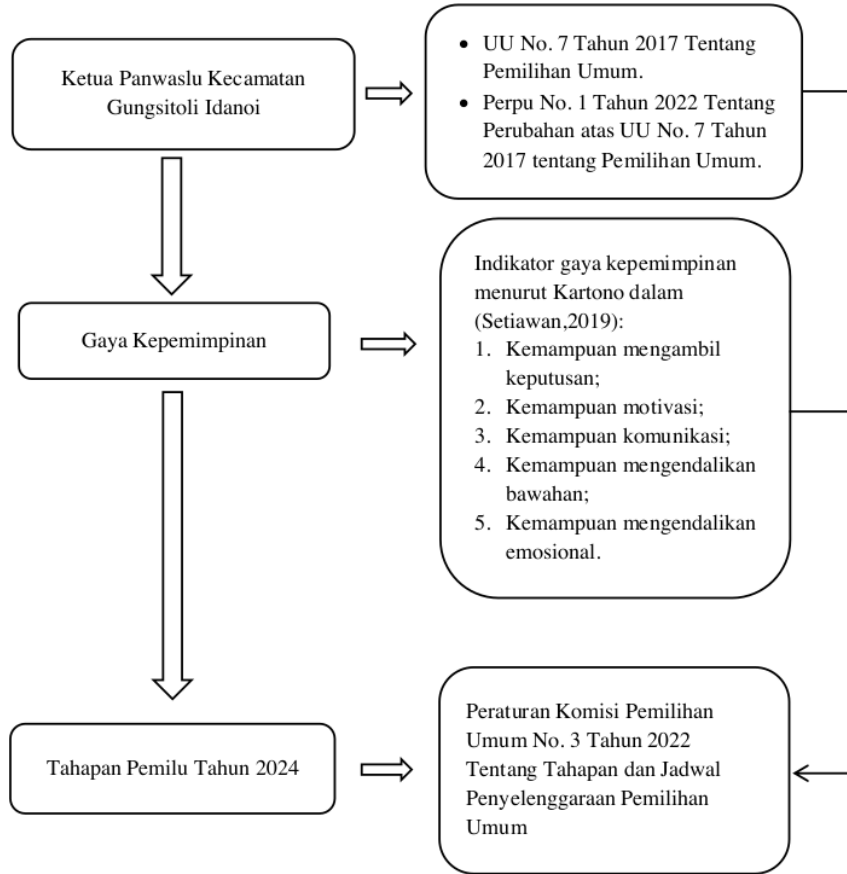 Ketua Panwaslu Kecamatan
Gungsitoli Idanoi
• UU No. 7 Tahun 2017 Tentang
Pemilihan Umum.
• Perpu No. 1 Tahun 2022 Tentang
Perubahan atas UU No. 7 Tahun
2017 tentang Pemilihan Umum.
Gaya Kepemimpinan
Indikator gaya kepemimpinan
menurut Kartono dalam
(Setiawan,2019):
1. Kemampuan mengambil
keputusan;
2. Kemampuan motivasi;
3. Kemampuan komunikasi;
4. Kemampuan mengendalikan
bawahan;
5. Kemampuan mengendalikan
emosional.
Tahapan Pemilu Tahun 2024
Peraturan Komisi Pemilihan
Umum No. 3 Tahun 2022
Tentang Tahapan dan Jadwal
Penyelenggaraan Pemilihan
Umum